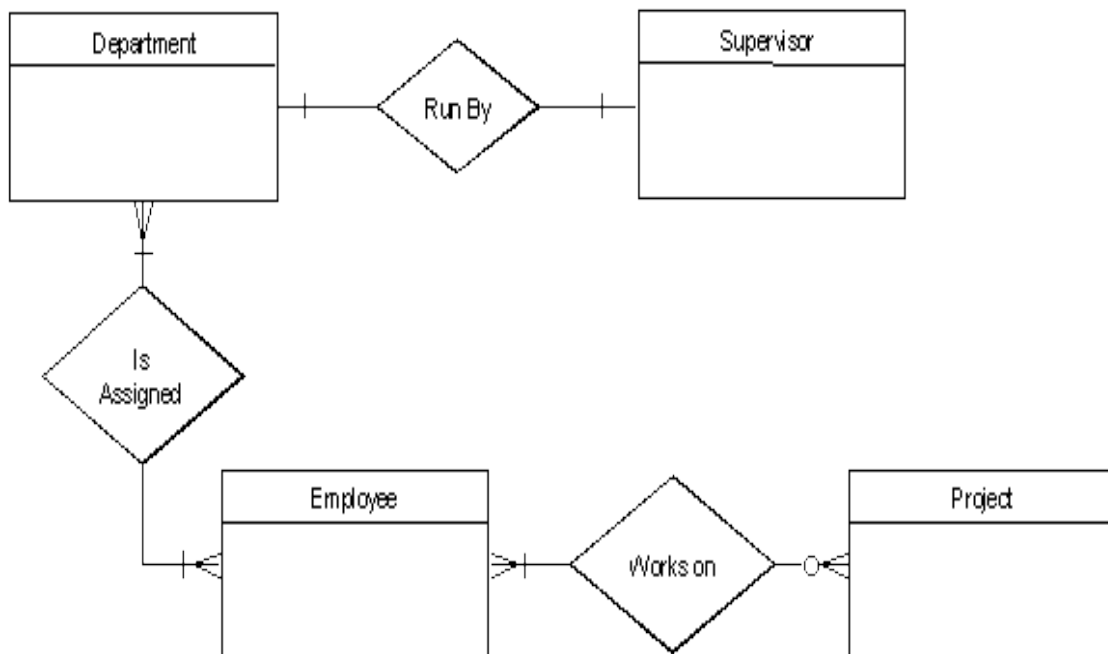 Department
Supervisor
Run By
Is
Assigned
Employee
Project
Works on